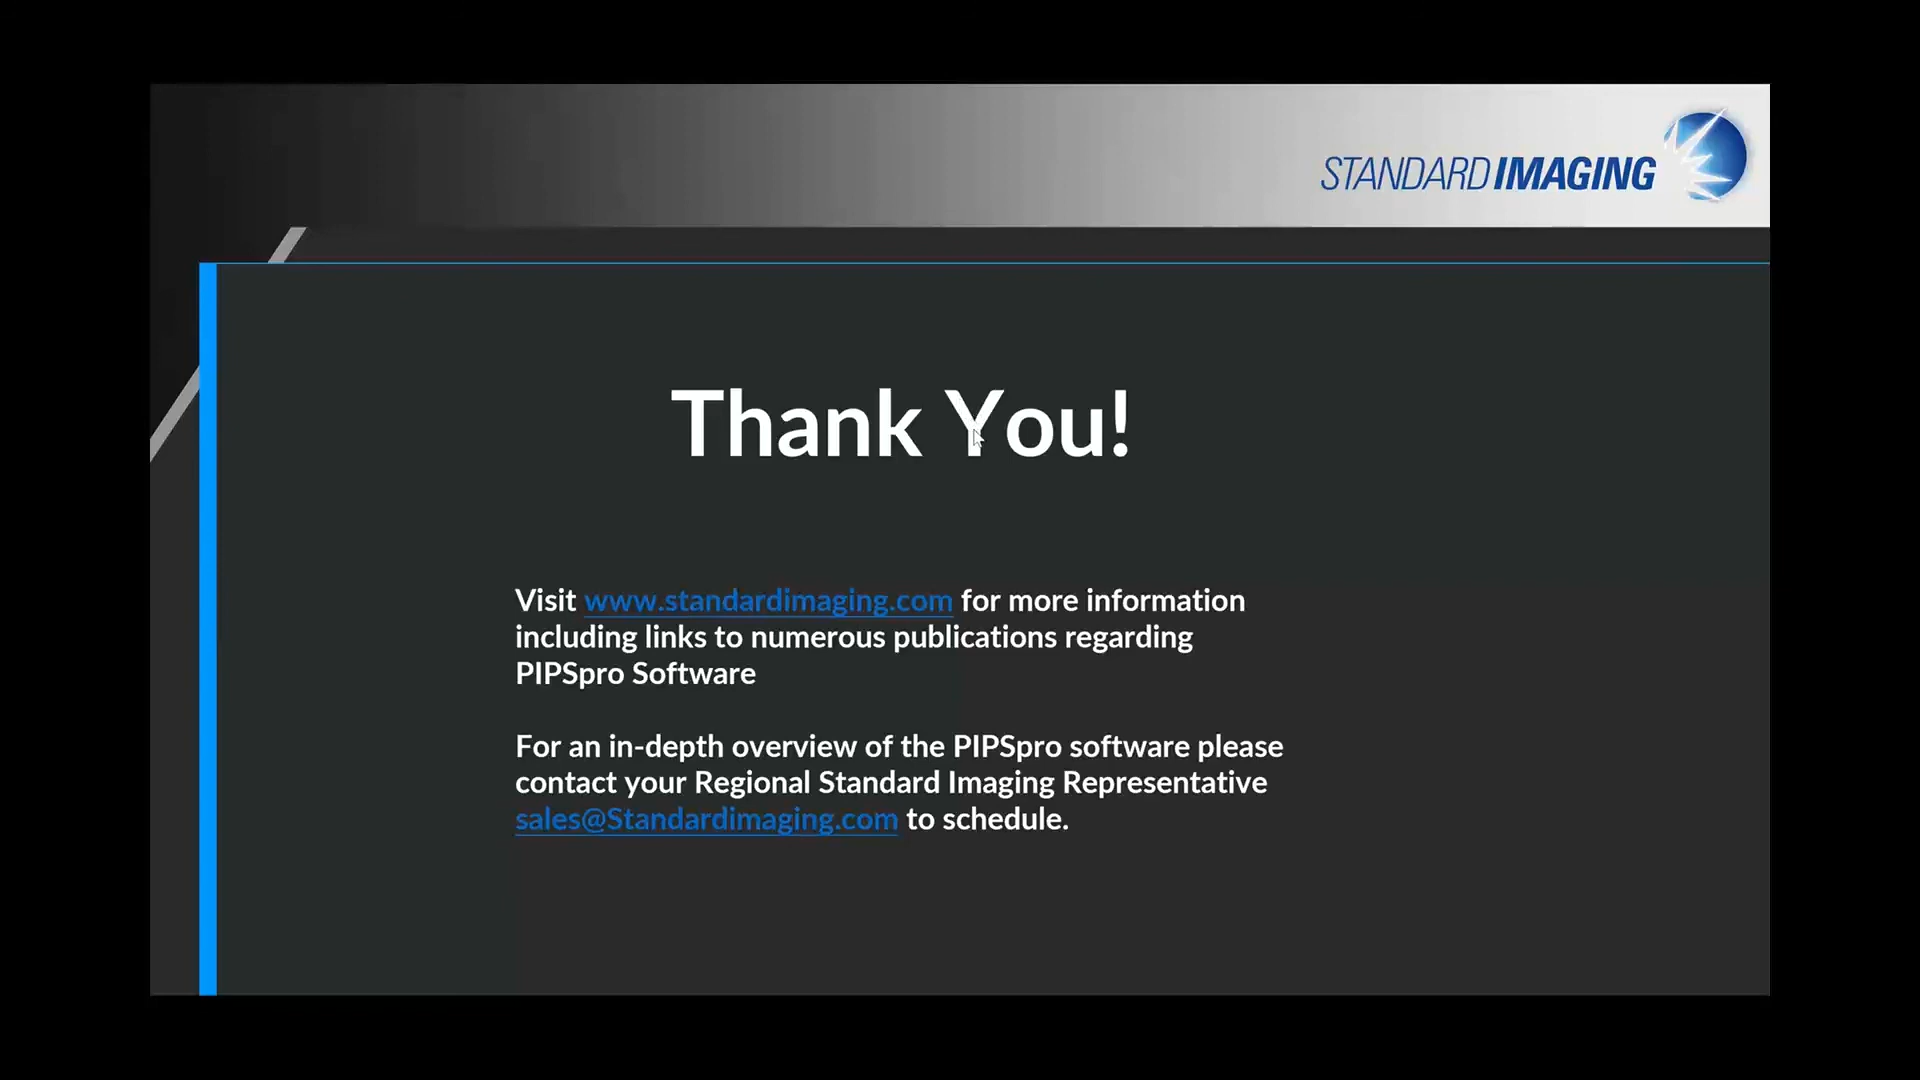 STANDARD IMAGING
Thank You!
Visit www.standardimaging.com for more information
including links to numerous publications regarding
PIPSpro Software
For an in-depth overview of the PIPSpro software please
contact your Regional Standard Imaging Representative
sales@Standardimaging.com to schedule.